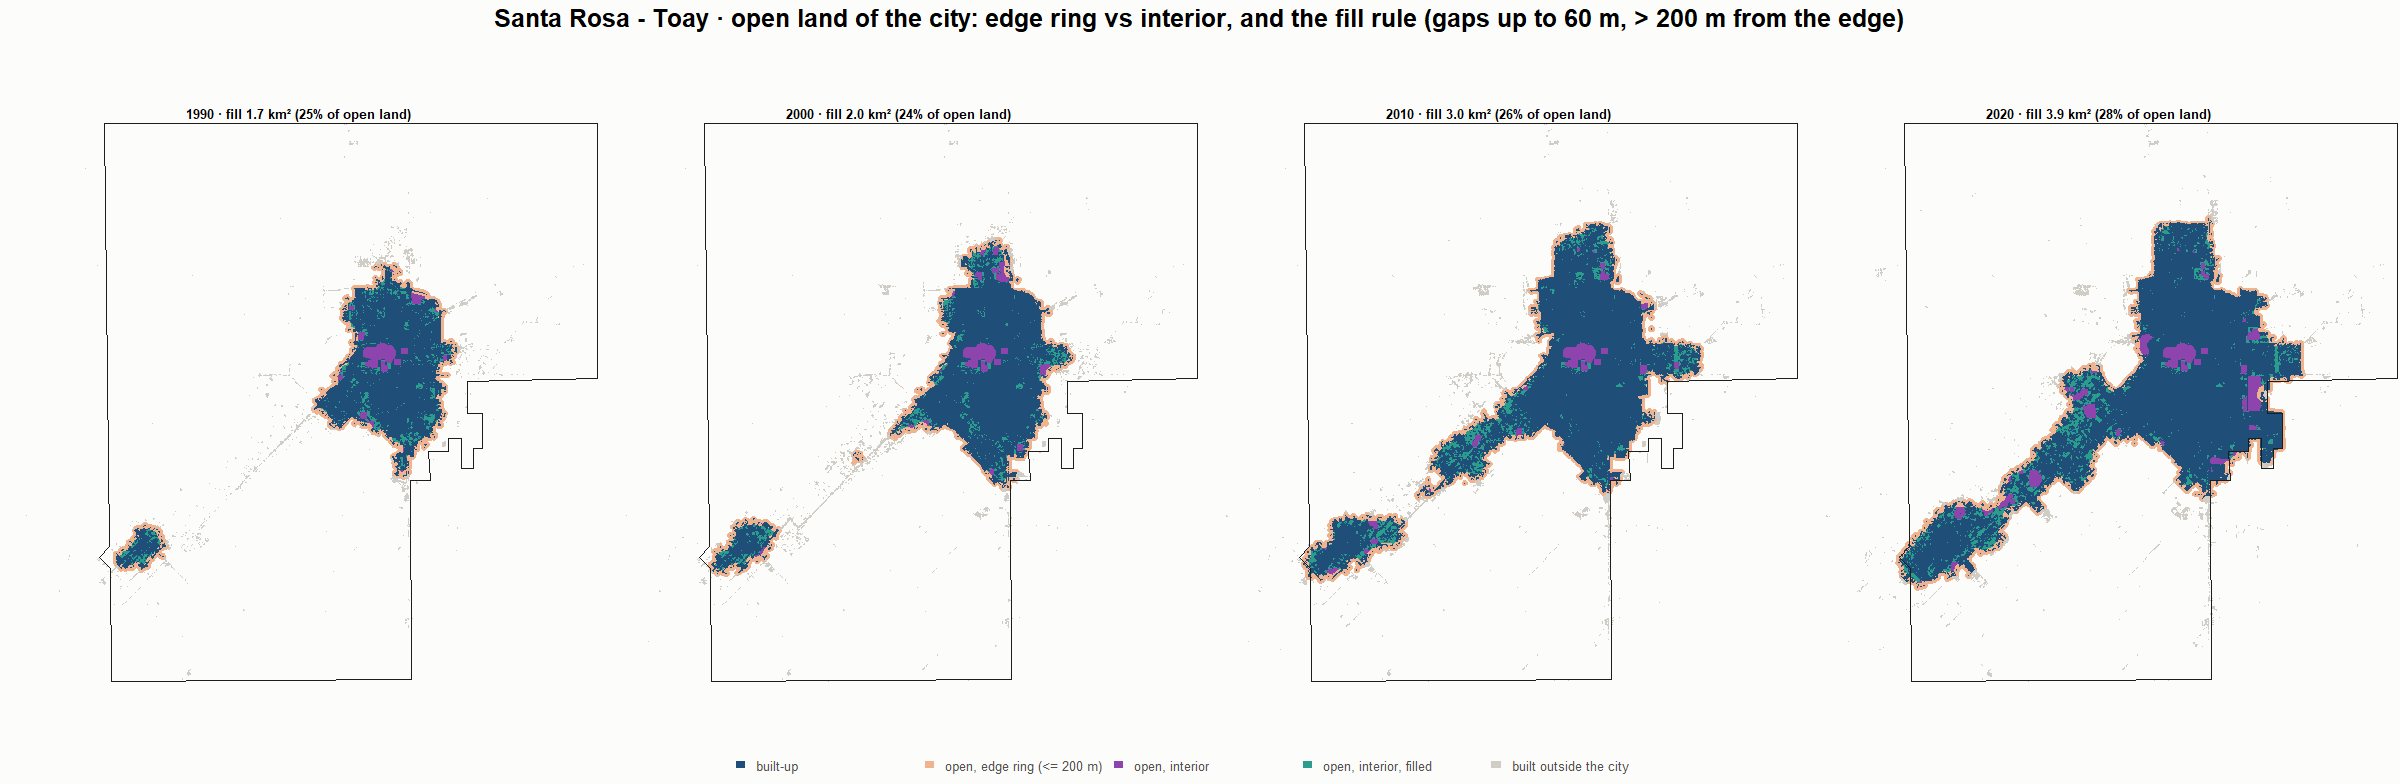 Santa Rosa - Toay · open land of the city: edge ring vs interior, and the fill rule (gaps up to 60 m, > 200 m from the edge)
1990 · fill 1.7 km² (25% of open land)
2000 · fill 2.0 km² (24% of open land)
2010 · fill 3.0 km² (26% of open land)
2020 · fill 3.9 km² (28% of open land)
built-up
open, edge ring (<= 200 m)
open, interior
open, interior, filled
built outside the city